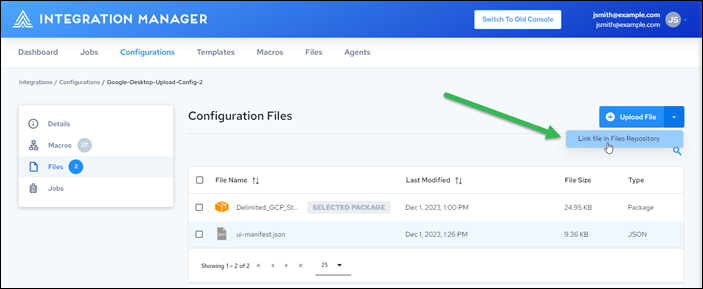 INTEGRATION MANAGER
Switch To Old Console
jsmith@example.com
jsmith@example.com
JS
Dashboard Jobs Configurations Templates Macros Files Agents
Integrations / Configurations / Google-Desktop-Upload-Config-2
Details
Macros 27
Files 2
Jobs
Configuration Files
Upload File
Link file in Files Repository
File Name Last Modified File Size Type
Delimited_GCP_St... SELECTED PACKAGE Dec 1, 2023, 1:00 PM 24.95 KB Package
ui-manifest.json Dec 1, 2023, 1:26 PM 9.36 KB JSON
Showing 1 – 2 of 2 25